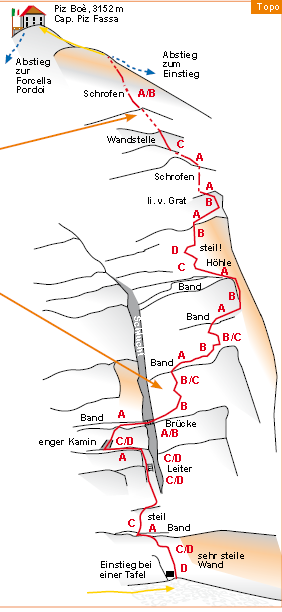 Topo
Piz Boè, 3152 m
Cap. Piz Fassa
Abstieg
zur
Forcella
Pordoi
Abstieg
zum
Einstieg
Schrofen
A/B
Wandstelle
C
A
Schrofen
A
li. v. Grat
B
B
D
steil!
C
Höhle
A
Band
B
A
Band
B/C
B
Band
A
B/C
Schlucht
B
Band
A
Brücke
A/B
enger Kamin
C/D
A
C/D
Leiter
C/D
steil
C
A
Band
C/D
sehr steile
Wand
Einstieg bei
einer Tafel
D